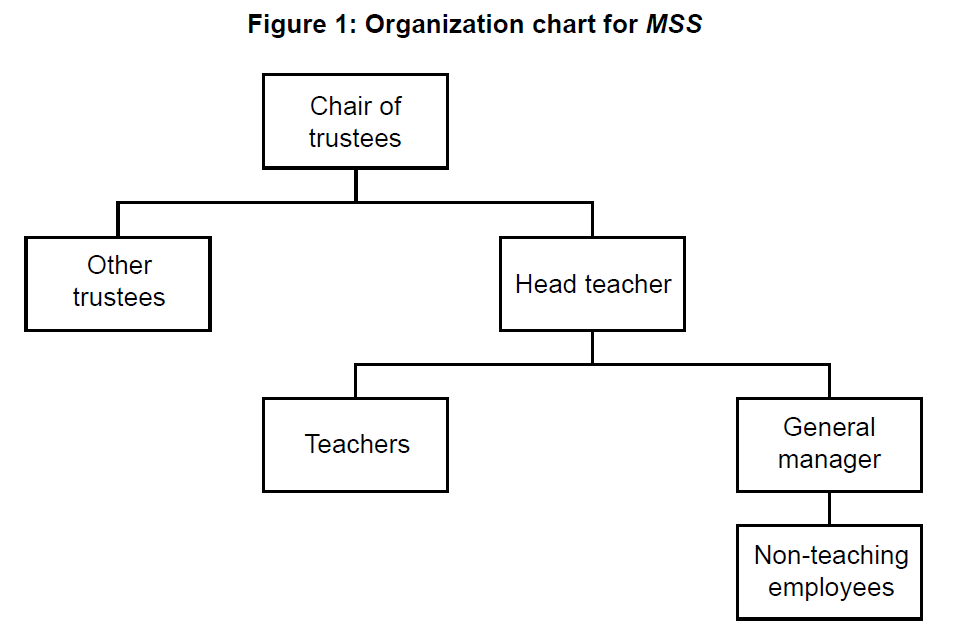 Figure 1: Organization chart for MSS
Chair of
trustees
Other
trustees
Head teacher
Teachers
General
manager
Non-teaching
employees